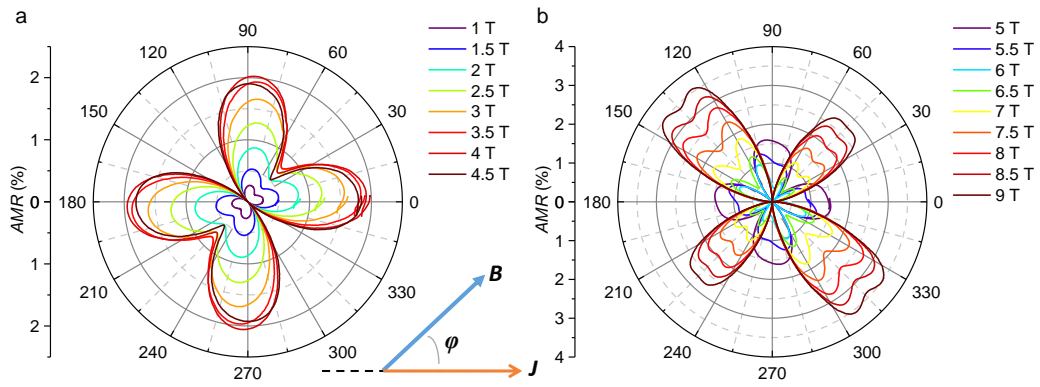 a
AMR (%)
2
1
0
1
2
90
60
30
0
330
300
270
240
210
180
150
120
1 T
1.5 T
2 T
2.5 T
3 T
3.5 T
4 T
4.5 T
B
φ
J
b
AMR (%)
4
3
2
1
0
1
2
3
4
90
60
30
0
330
300
270
240
210
180
150
120
5 T
5.5 T
6 T
6.5 T
7 T
7.5 T
8 T
8.5 T
9 T